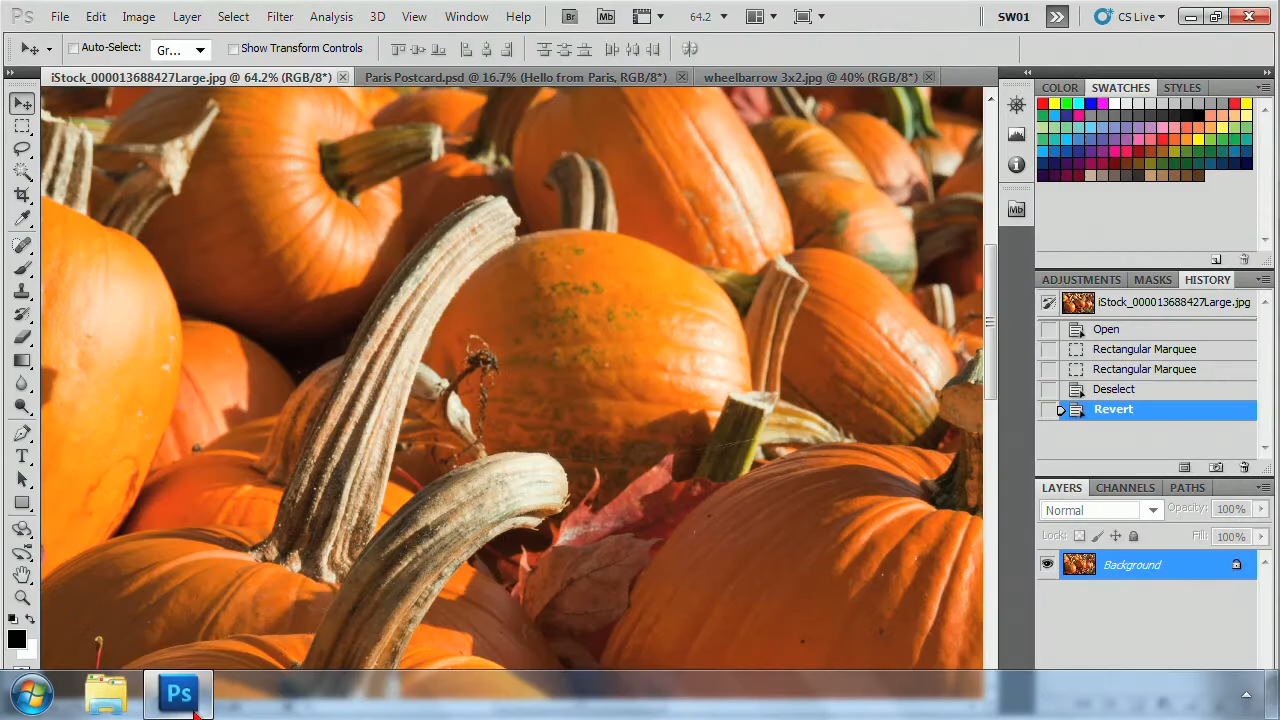 Ps File Edit Image Layer Select Filter Analysis 3D View Window Help Br Mb 64.2 SW01 CS Live
Auto-Select: Gr... Show Transform Controls
iStock_000013688427Large.jpg @ 64.2% (RGB/8*) Paris Postcard.psd @ 16.7% (Hello from Paris, RGB/8*) wheelbarrow 3x2.jpg @ 40% (RGB/8*)
COLOR SWATCHES STYLES
Mb
ADJUSTMENTS MASKS HISTORY
iStock_000013688427Large.jpg
Open
Rectangular Marquee
Rectangular Marquee
Deselect
Revert
LAYERS CHANNELS PATHS
Normal Opacity: 100%
Lock: Fill: 100%
Background
T
Ps